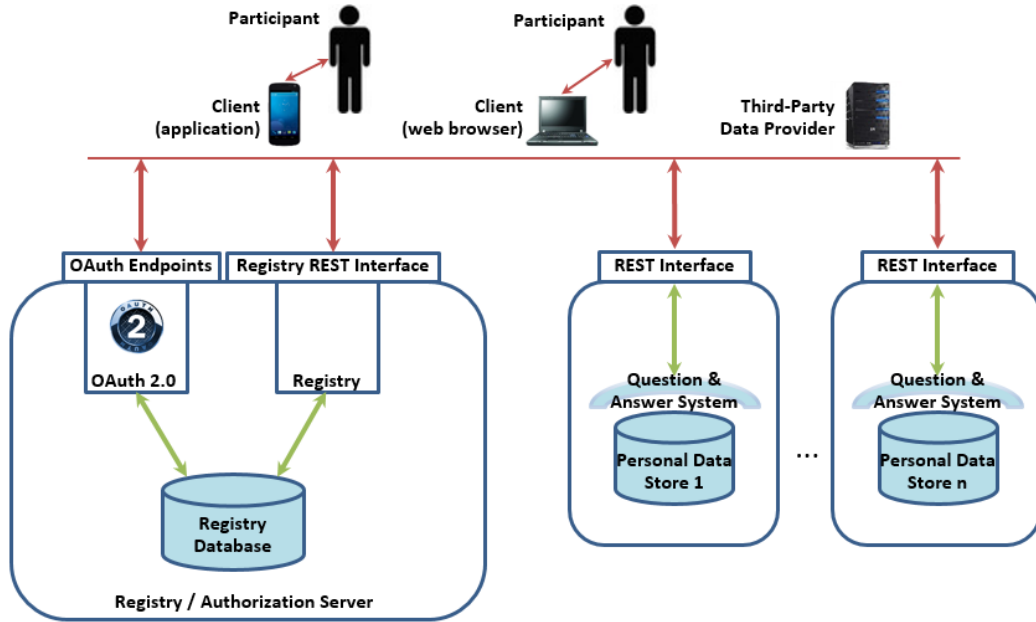 Participant
Participant
Client
(application)
Client
(web browser)
Third-Party
Data Provider
OAuth Endpoints
Registry REST Interface
REST Interface
REST Interface
OAUTH
2
OAuth 2.0
Registry
Question &
Answer System
Question &
Answer System
Personal Data
Store 1
...
Personal Data
Store n
Registry
Database
Registry / Authorization Server